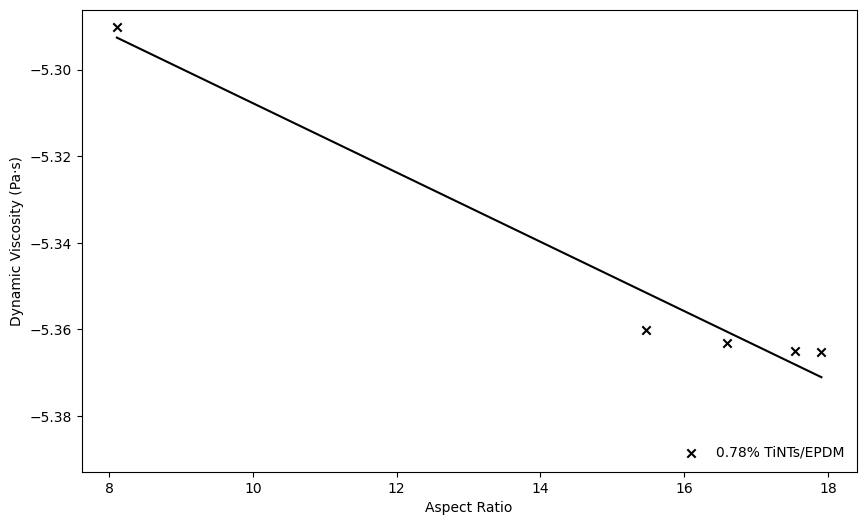 −5.30
−5.32
−5.34
−5.36
−5.38
Dynamic Viscosity (Pa·s)
0.78% TiNTs/EPDM
8 10 12 14 16 18
Aspect Ratio